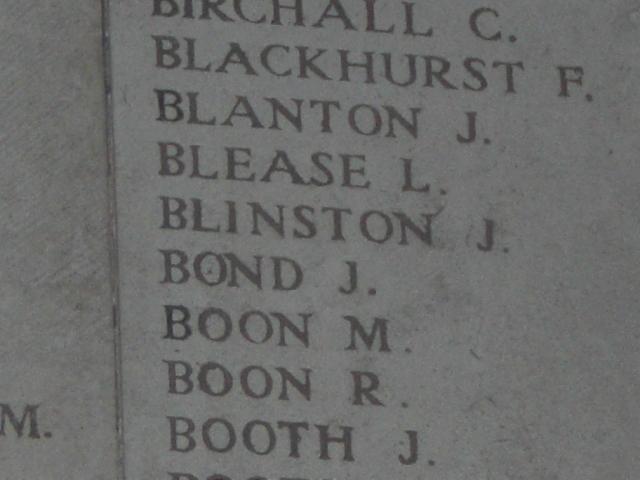 BIRCHALL C.
BLACKHURST F.
BLANTON J.
BLEASE L.
BLINSTON J.
BOND J.
BOON M.
BOON R.
M.
BOOTH J.